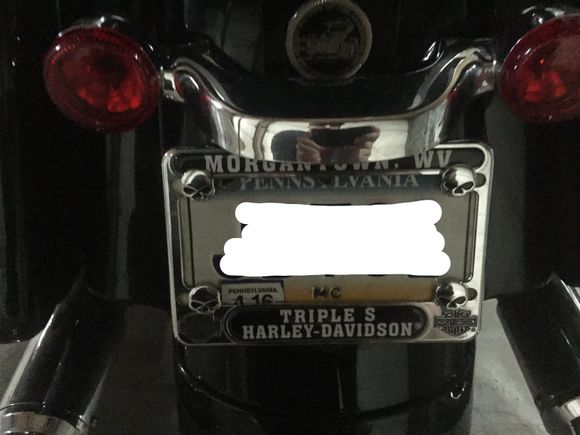 MORGANTOWN, WV
PENNSYLVANIA
PENNSYLVANIA
4-16
MC
TRIPLE S
HARLEY-DAVIDSON